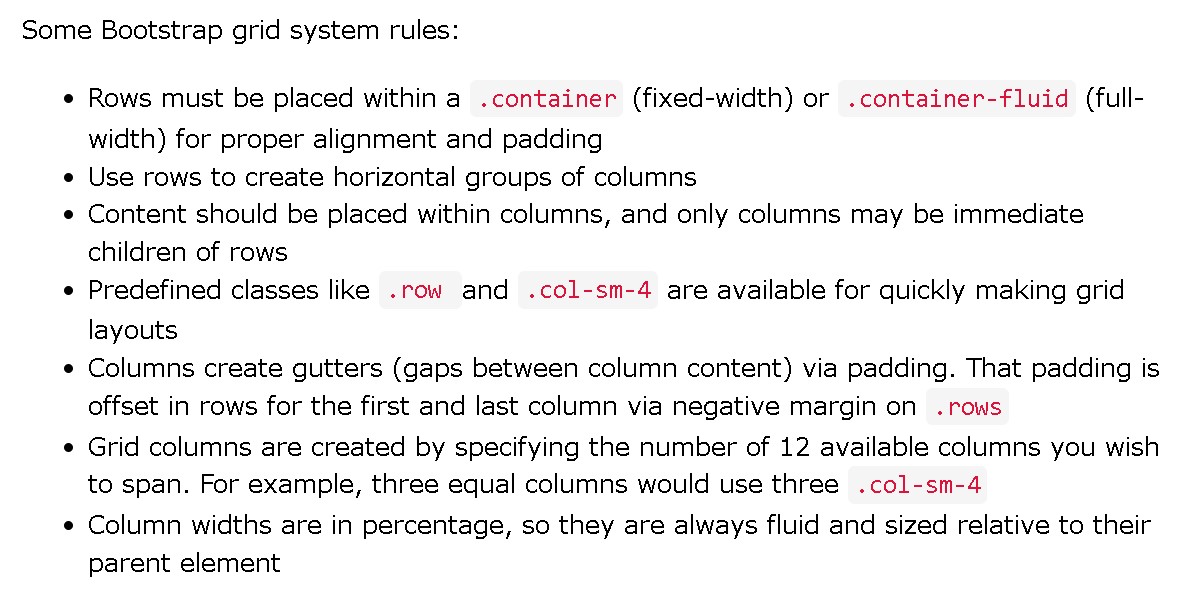 Some Bootstrap grid system rules:
• Rows must be placed within a .container (fixed-width) or .container-fluid (full-
width) for proper alignment and padding
• Use rows to create horizontal groups of columns
• Content should be placed within columns, and only columns may be immediate
children of rows
• Predefined classes like .row and .col-sm-4 are available for quickly making grid
layouts
• Columns create gutters (gaps between column content) via padding. That padding is
offset in rows for the first and last column via negative margin on .rows
• Grid columns are created by specifying the number of 12 available columns you wish
to span. For example, three equal columns would use three .col-sm-4
• Column widths are in percentage, so they are always fluid and sized relative to their
parent element